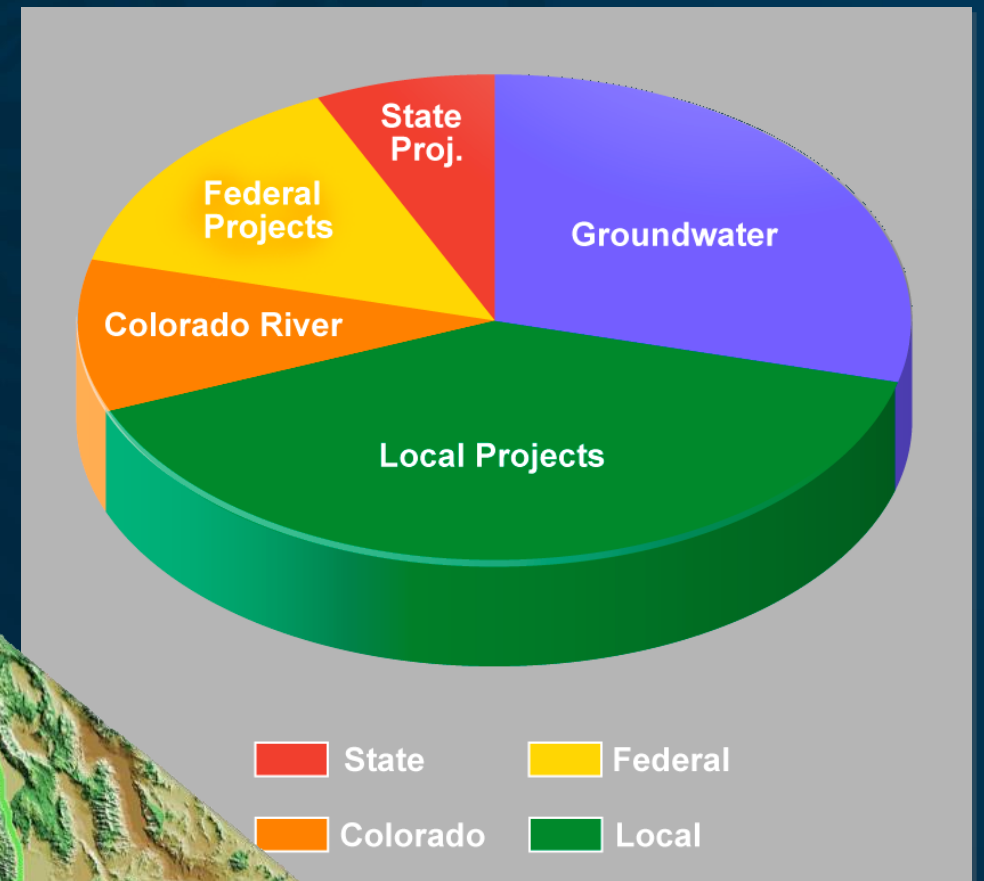 State
Proj.
Federal
Projects
Groundwater
Colorado River
Local Projects
State
Federal
Colorado
Local